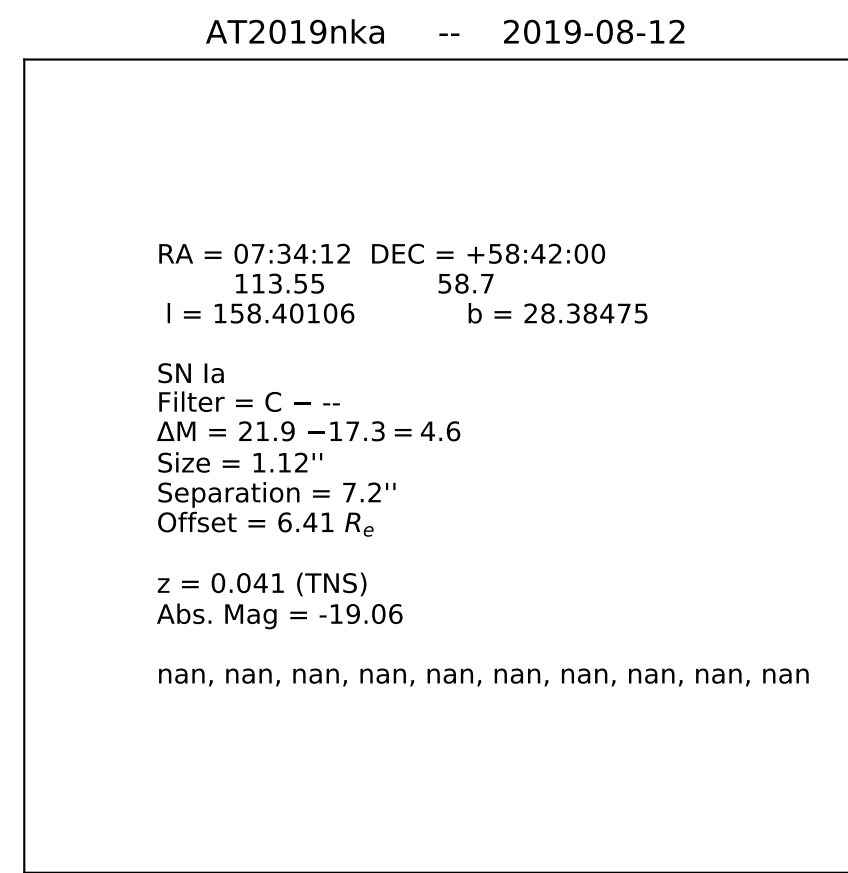 AT2019nka -- 2019-08-12
RA = 07:34:12 DEC = +58:42:00
113.55 58.7
l = 158.40106 b = 28.38475
SN Ia
Filter = C − --
ΔM = 21.9 −17.3 = 4.6
Size = 1.12''
Separation = 7.2''
Offset = 6.41 Rₑ
z = 0.041 (TNS)
Abs. Mag = -19.06
nan, nan, nan, nan, nan, nan, nan, nan, nan, nan